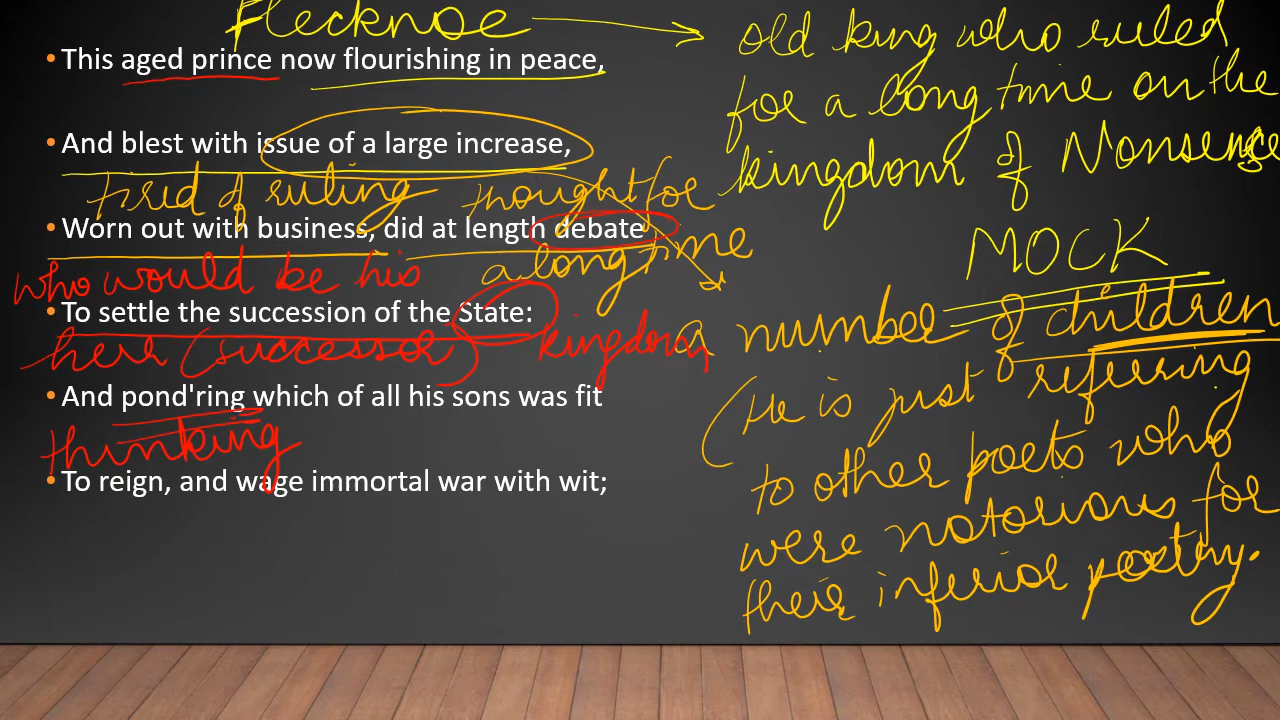 Flecknoe
• This aged prince now flourishing in peace,
• And blest with issue of a large increase,
tired of ruling thought for
• Worn out with business, did at length debate
a long time
who would be his
• To settle the succession of the State:
heir (successor) kingdom
• And pond'ring which of all his sons was fit
thinking
• To reign, and wage immortal war with wit;
old king who ruled
for a long time on the
kingdom of Nonsense
MOCK
a number of children
(He is just referring
to other poets who
were notorious for
their inferior poetry.